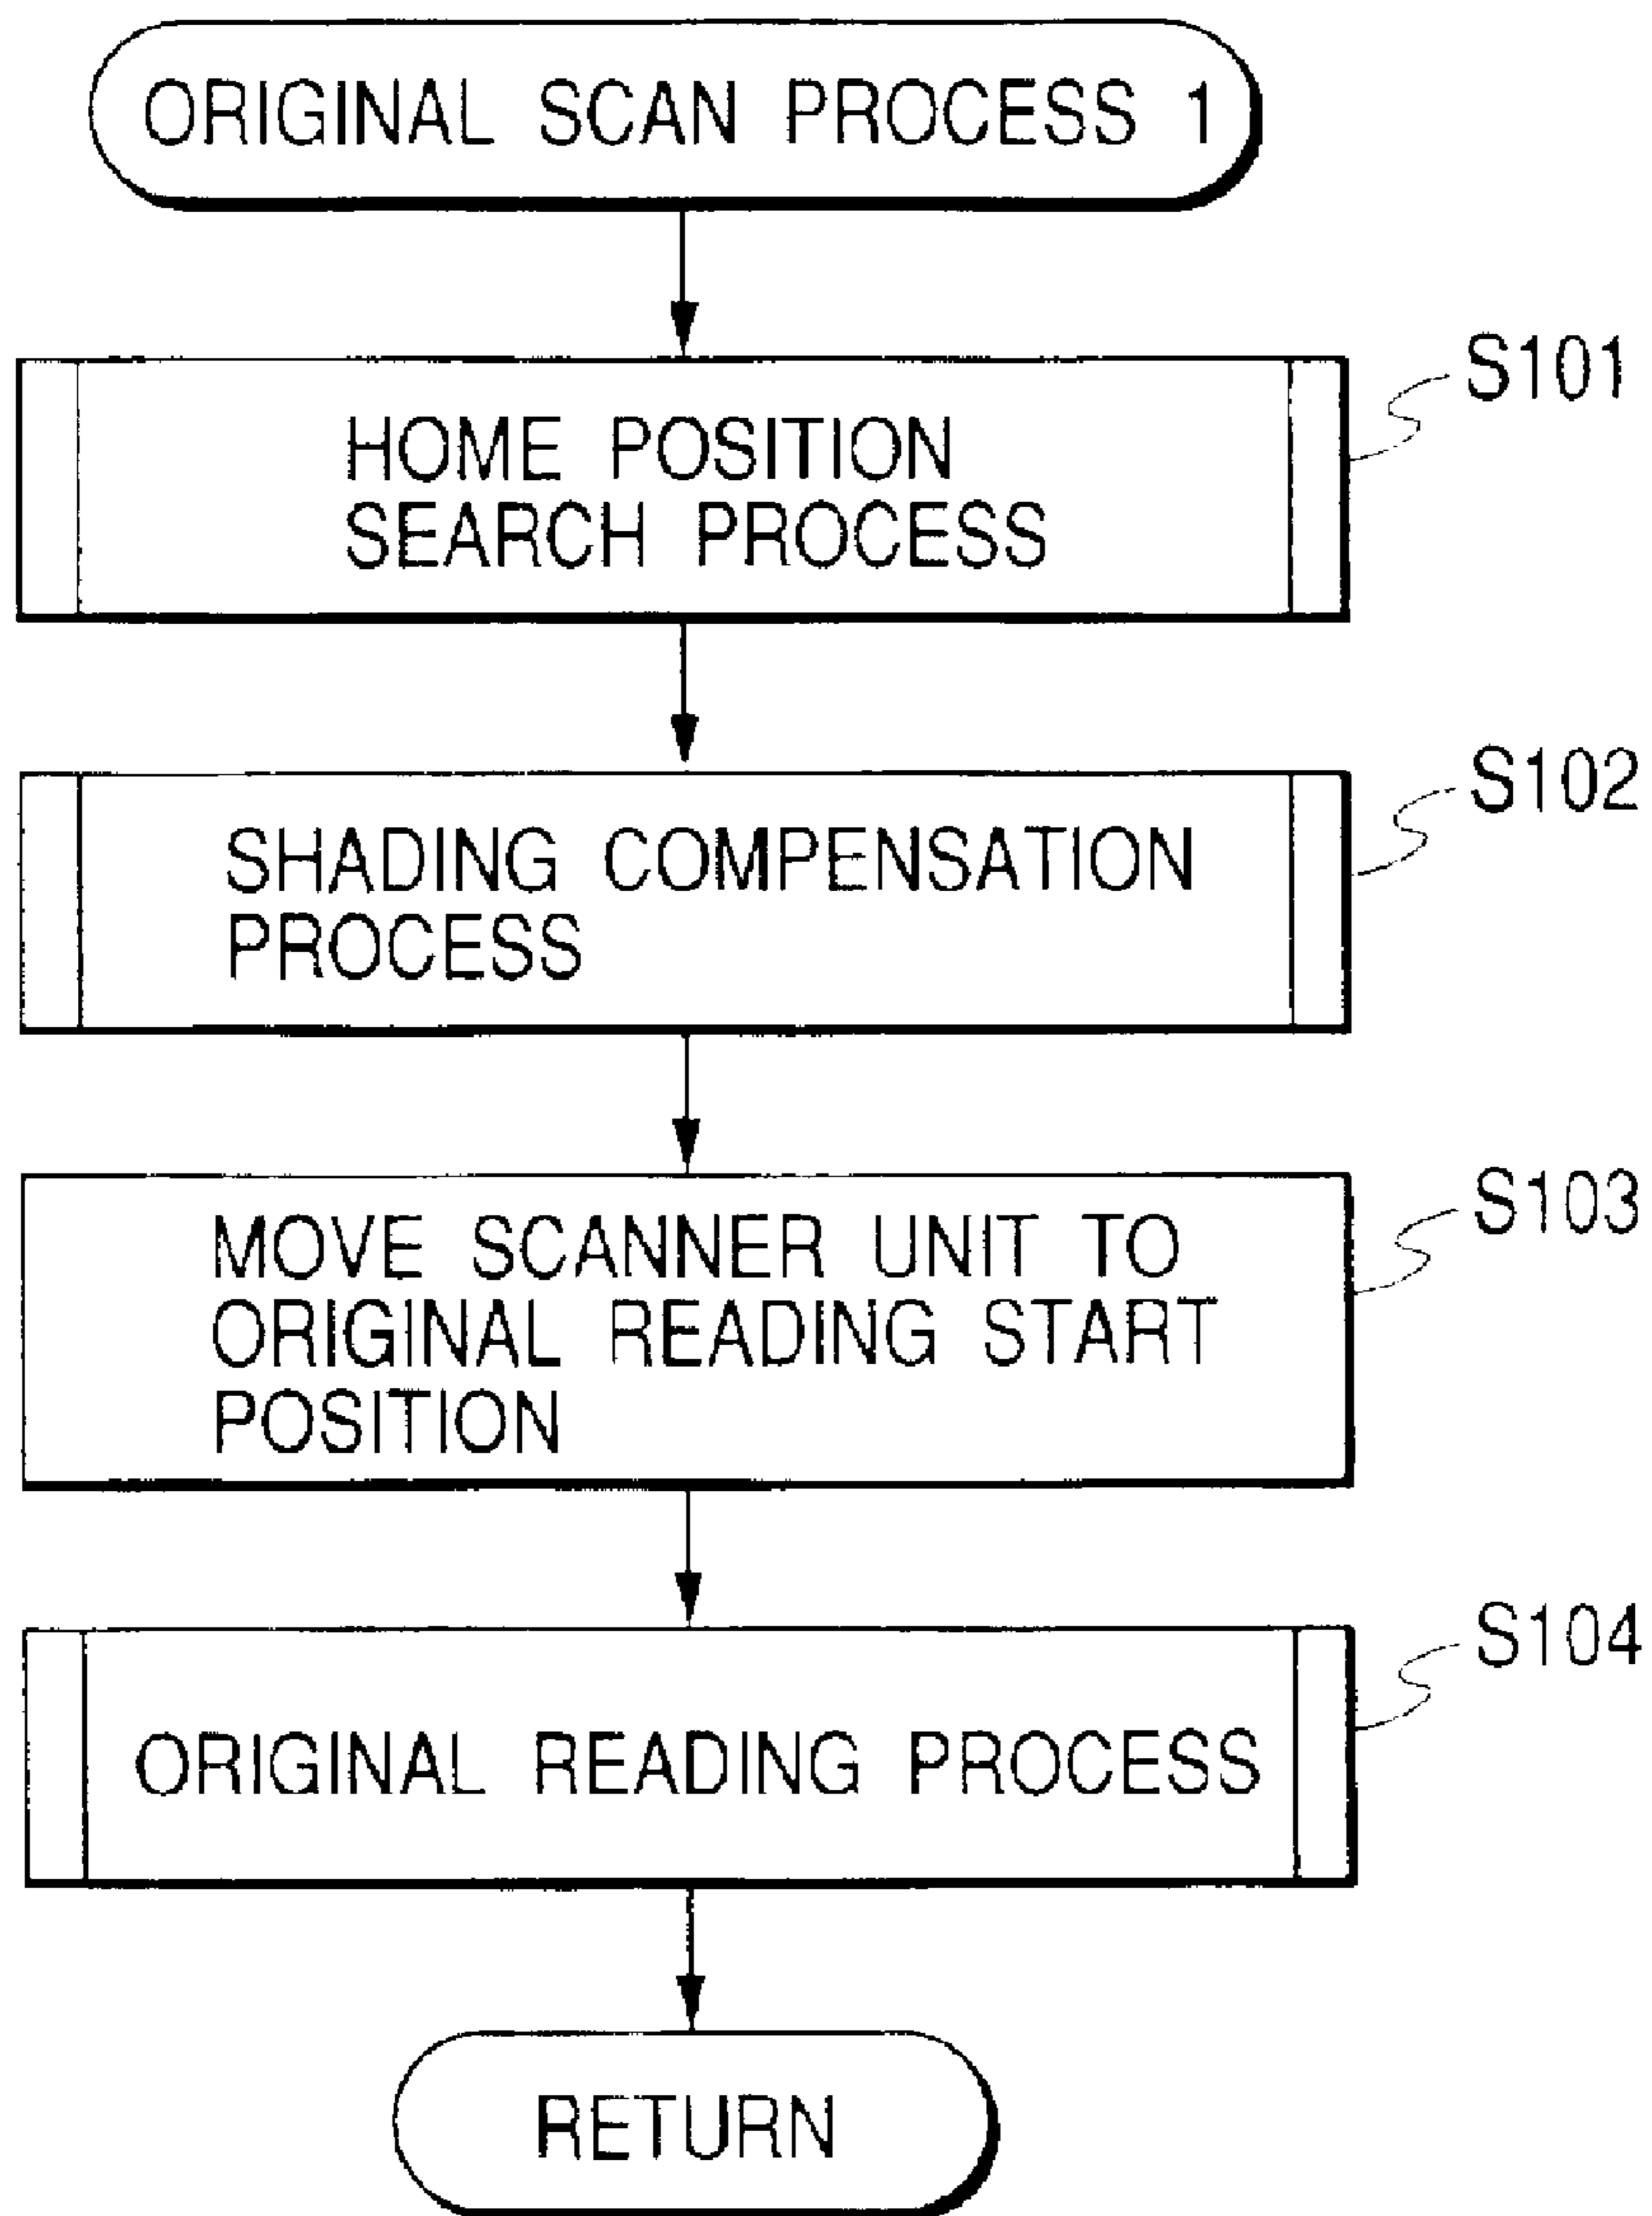 ORIGINAL SCAN PROCESS 1
S101
HOME POSITION
SEARCH PROCESS
S102
SHADING COMPENSATION
PROCESS
S103
MOVE SCANNER UNIT TO
ORIGINAL READING START
POSITION
S104
ORIGINAL READING PROCESS
RETURN